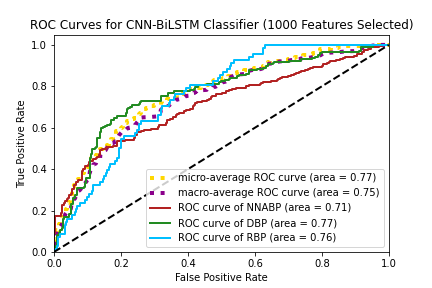 ROC Curves for CNN-BiLSTM Classifier (1000 Features Selected)
1.0
0.8
0.6
0.4
0.2
0.0
True Positive Rate
micro-average ROC curve (area = 0.77)
macro-average ROC curve (area = 0.75)
ROC curve of NNABP (area = 0.71)
ROC curve of DBP (area = 0.77)
ROC curve of RBP (area = 0.76)
0.0 0.2 0.4 0.6 0.8 1.0
False Positive Rate